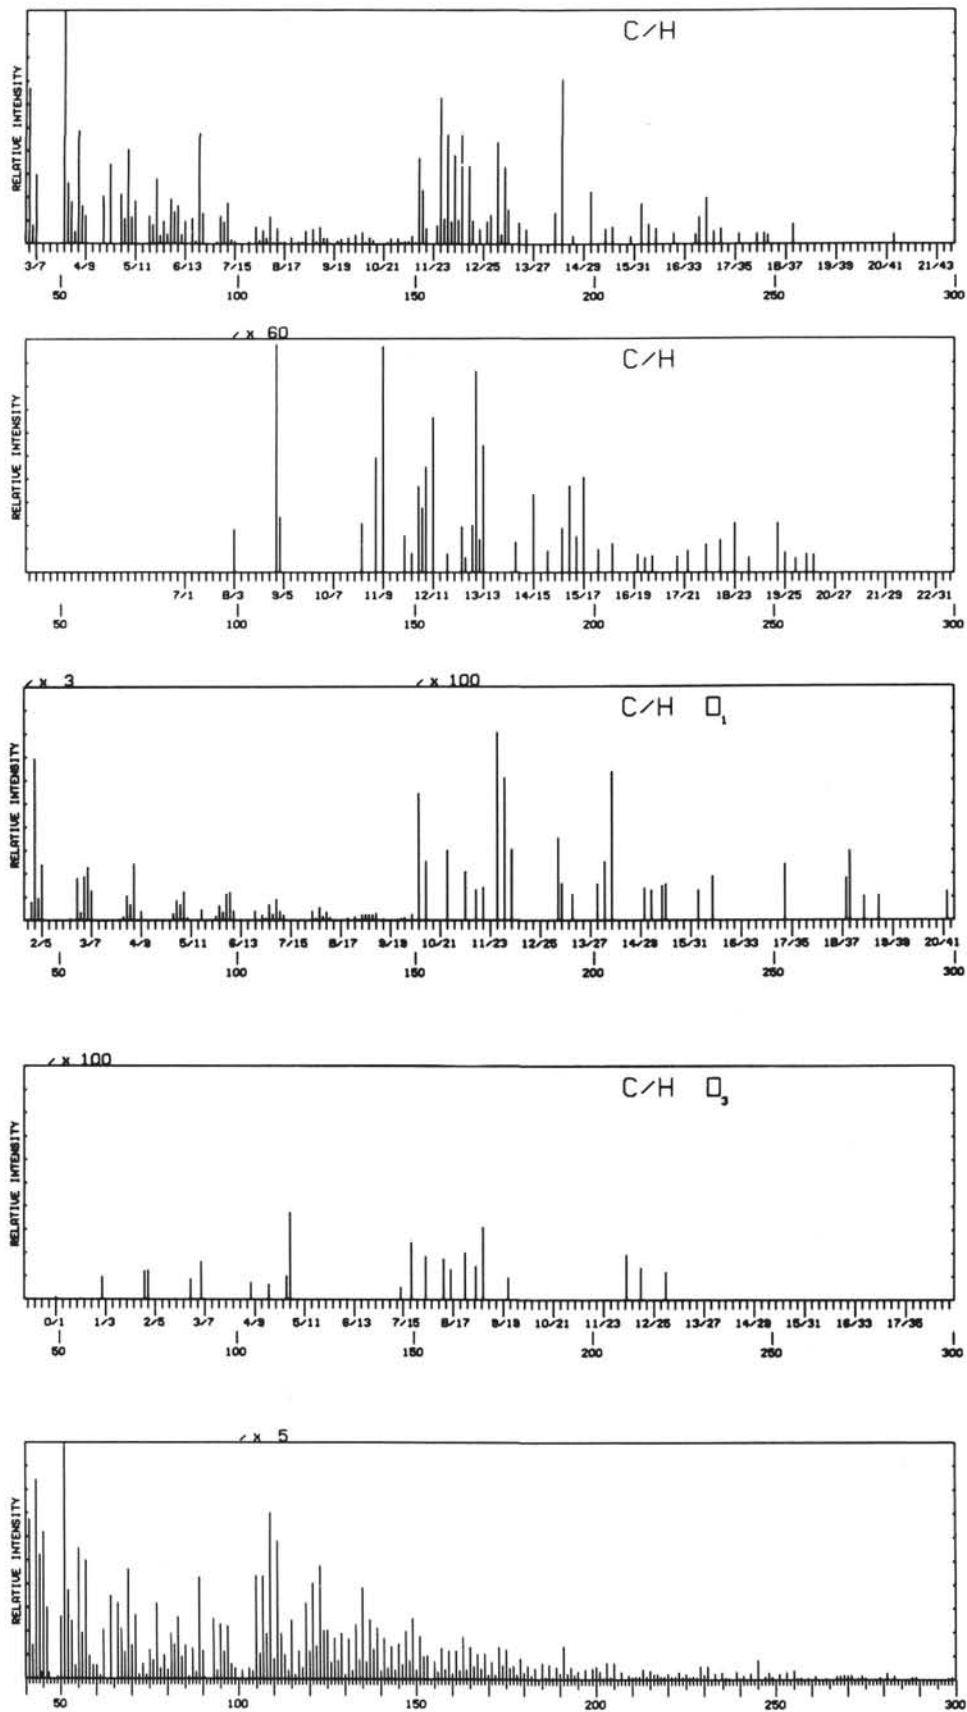 C/H
RELATIVE INTENSITY
3/7 4/9 5/11 6/13 7/15 8/17 9/19 10/21 11/23 12/25 13/27 14/29 15/31 16/33 17/35 18/37 19/39 20/41 21/43
50 100 150 200 250 300
x 60
C/H
RELATIVE INTENSITY
7/1 8/3 9/5 10/7 11/9 12/11 13/13 14/15 15/17 16/19 17/21 18/23 19/25 20/27 21/29 22/31
50 100 150 200 250 300
x 3 x 100
C/H O₁
RELATIVE INTENSITY
2/5 3/7 4/9 5/11 6/13 7/15 8/17 9/19 10/21 11/23 12/25 13/27 14/29 15/31 16/33 17/35 18/37 19/39 20/41
50 100 150 200 250 300
x 100
C/H O₃
RELATIVE INTENSITY
0/1 1/3 2/5 3/7 4/9 5/11 6/13 7/15 8/17 9/19 10/21 11/23 12/25 13/27 14/29 15/31 16/33 17/35
50 100 150 200 250 300
x 5
RELATIVE INTENSITY
50 100 150 200 250 300